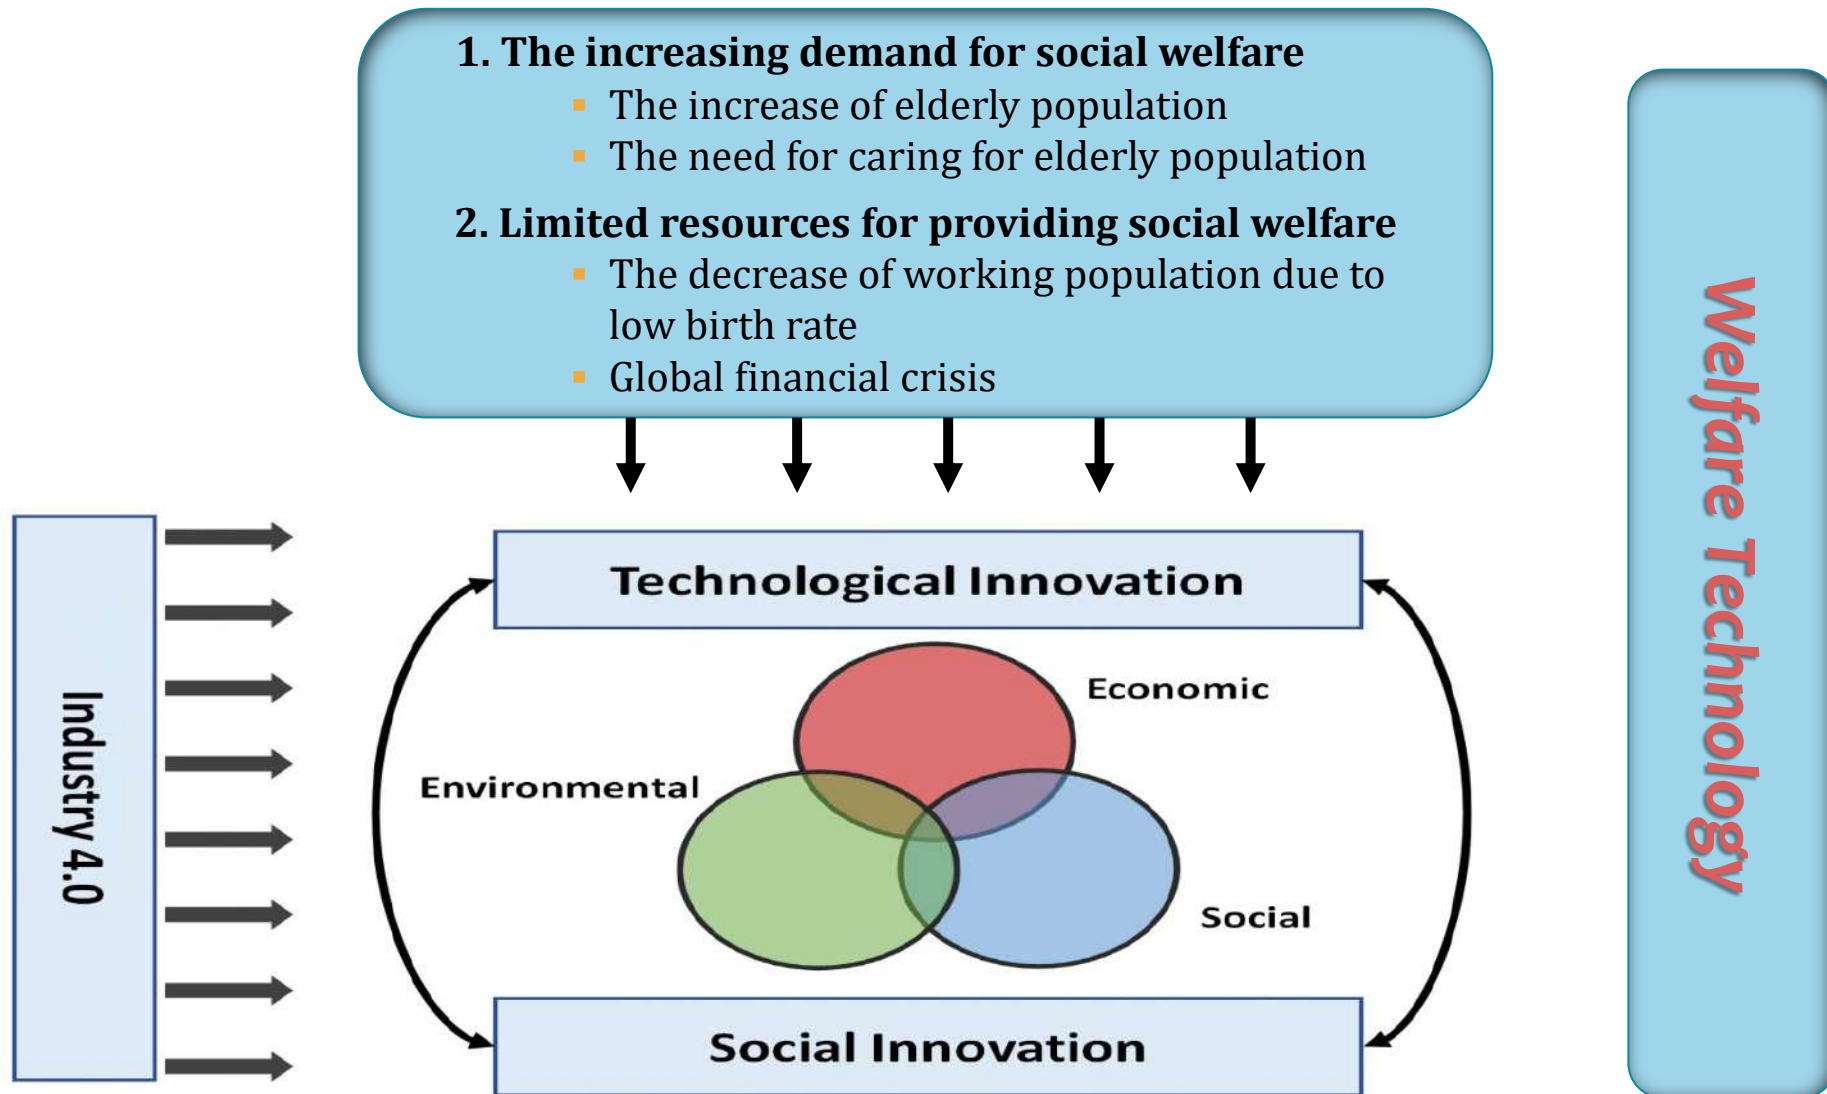 1. The increasing demand for social welfare
▪ The increase of elderly population
▪ The need for caring for elderly population
2. Limited resources for providing social welfare
▪ The decrease of working population due to
low birth rate
▪ Global financial crisis
Industry 4.0
Technological Innovation
Economic
Environmental
Social
Social Innovation
Welfare Technology